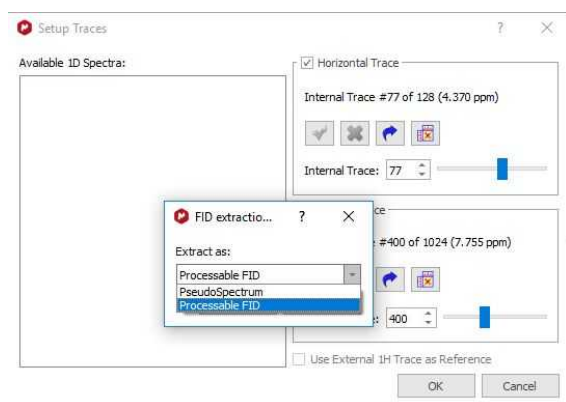 Setup Traces
?
Available 1D Spectra:
Horizontal Trace
Internal Trace #77 of 128 (4.370 ppm)
Internal Trace: 77
FID extractio...
?
ce
#400 of 1024 (7.755 ppm)
Extract as:
Processable FID
PseudoSpectrum
Processable FID
: 400
Use External 1H Trace as Reference
OK
Cancel